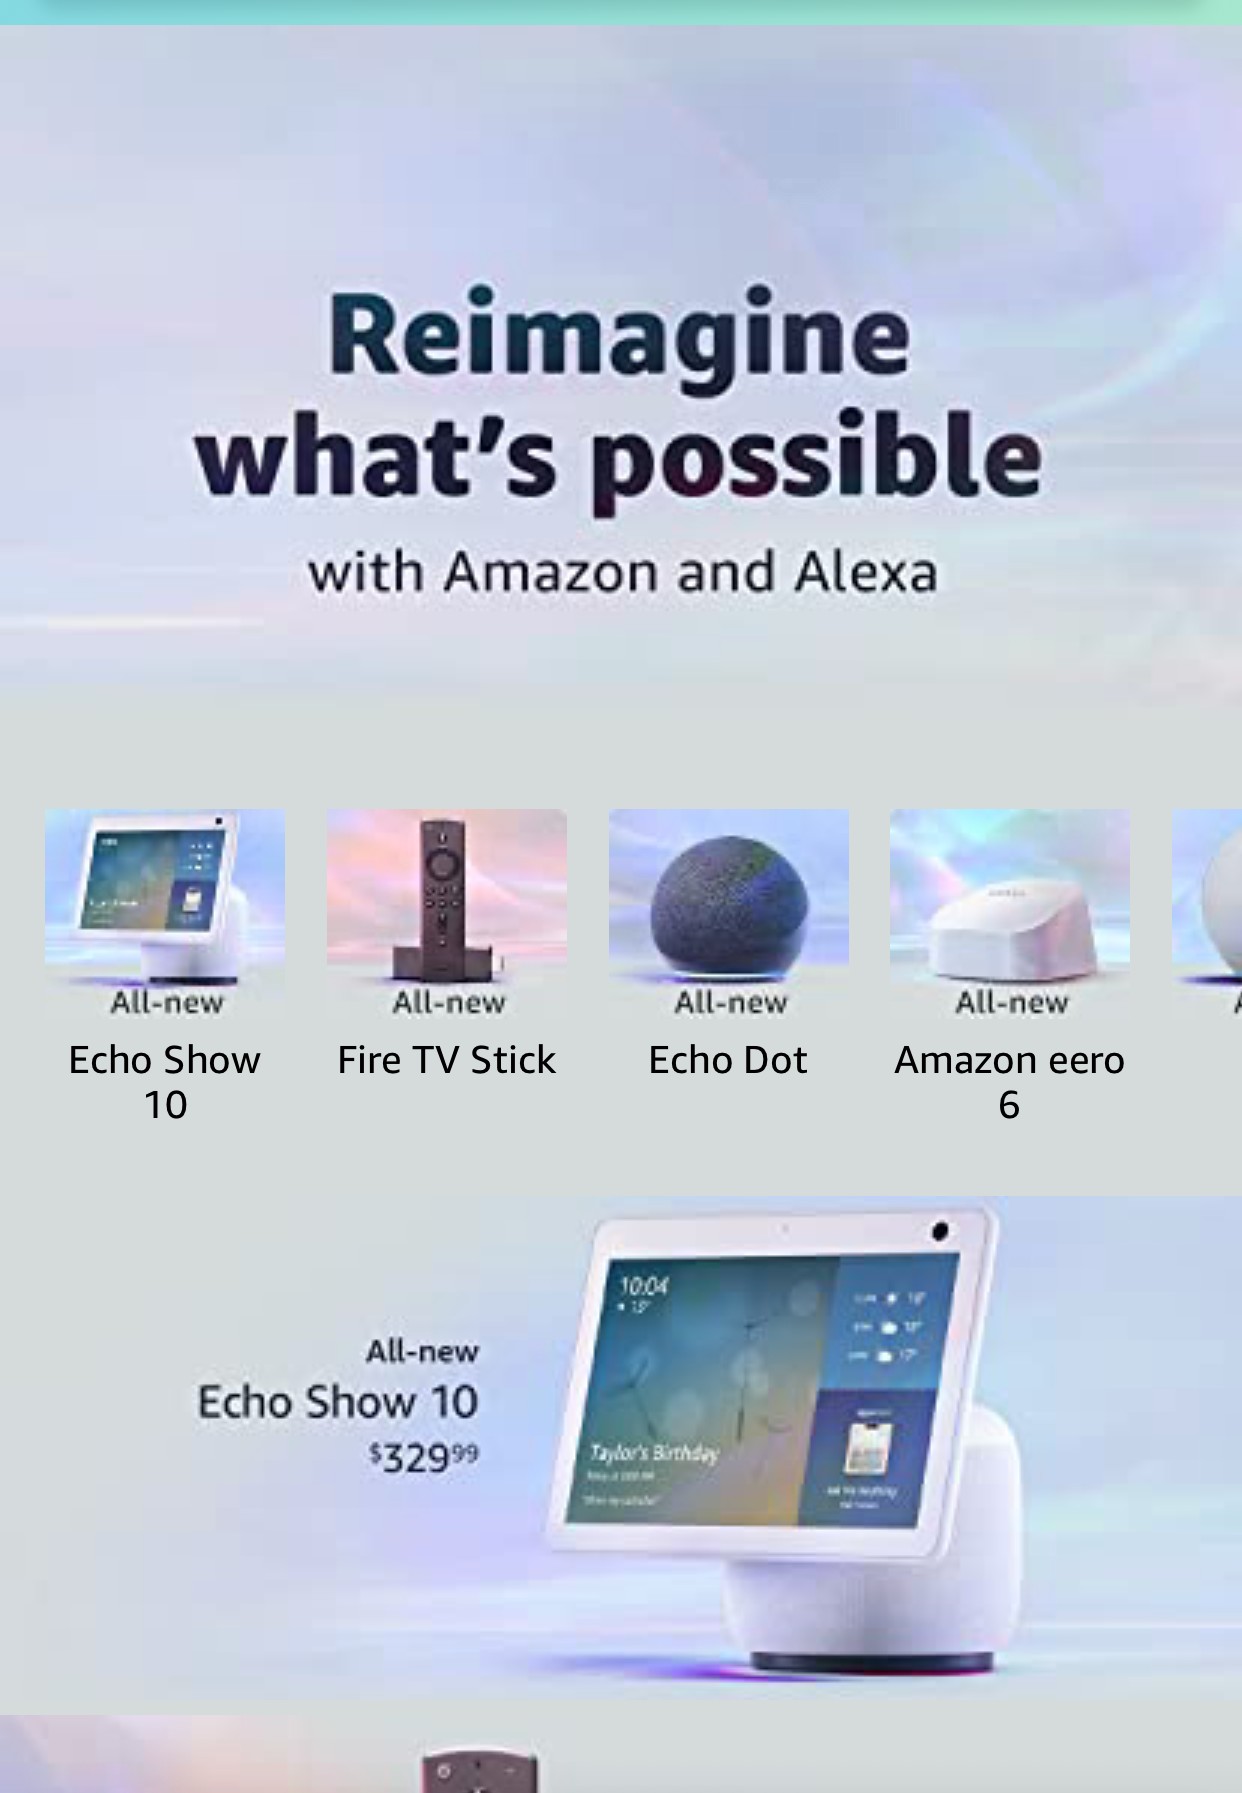 Reimagine
what's possible
with Amazon and Alexa
All-new
Echo Show
10
All-new
Fire TV Stick
All-new
Echo Dot
All-new
Amazon eero
6
All-new
Echo Show 10
$329⁹⁹
10:04
Taylor's Birthday